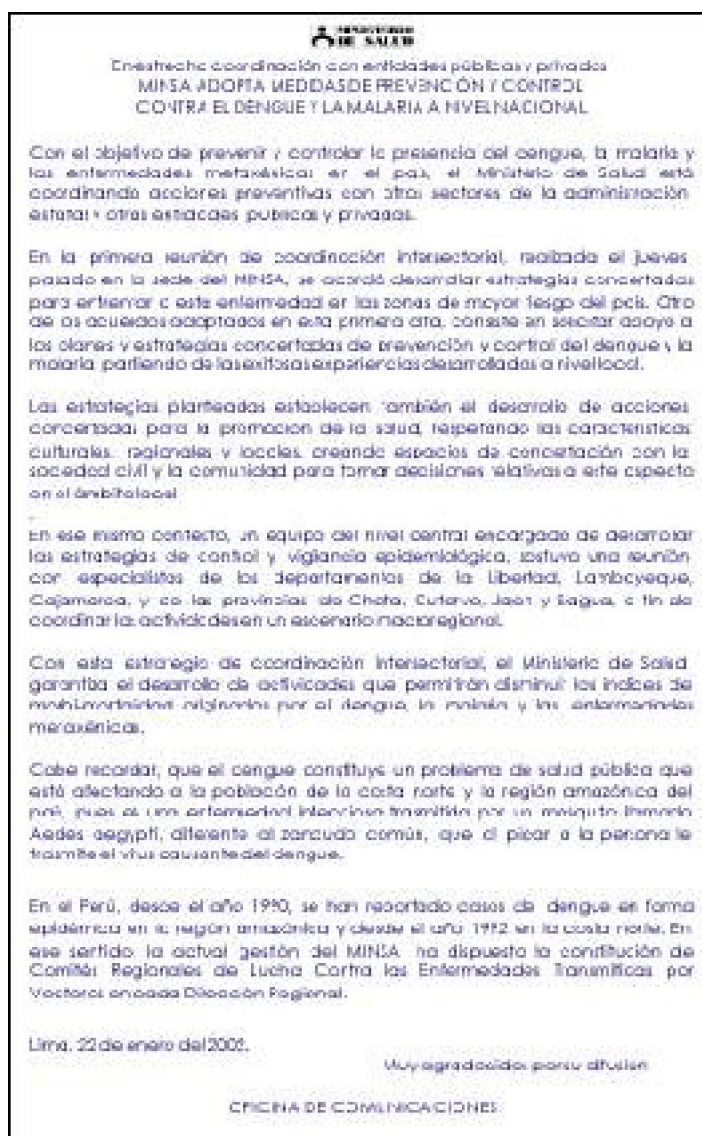 MINISTERIO
DE SALUD
En estrecha coordinación con entidades públicas y privadas
MINSA ADOPTA MEDIDAS DE PREVENCIÓN Y CONTROL
CONTRA EL DENGUE Y LA MALARIA A NIVEL NACIONAL
Con el objetivo de prevenir y controlar la presencia del dengue, la malaria y
las enfermedades metaxénicas en el país, el Ministerio de Salud está
coordinando acciones preventivas con otros sectores de la administración
estatal y otras entidades públicas y privadas.
En la primera reunión de coordinación intersectorial, realizada el jueves
pasado en la sede del MINSA, se acordó desarrollar estrategias concertadas
para enfrentar a esta enfermedad en las zonas de mayor riesgo del país. Otro
de los acuerdos adoptados en esta primera cita, consiste en solicitar apoyo a
los planes y estrategias concertadas de prevención y control del dengue y la
malaria, partiendo de las exitosas experiencias desarrolladas a nivel local.
Las estrategias planteadas establecen también el desarrollo de acciones
concertadas para la promoción de la salud, respetando las características
culturales, regionales y locales, creando espacios de concertación con la
sociedad civil y la comunidad para tomar decisiones relativas a este aspecto
en el ámbito local
.
En ese mismo contexto, un equipo del nivel central encargado de desarrollar
las estrategias de control y vigilancia epidemiológica, sostuvo una reunión
con especialistas de los departamentos de la Libertad, Lambayeque,
Cajamarca, y de las provincias de Chota, Cutervo, Jaén y Bagua, a fin de
coordinar las actividades en un escenario macroregional.
Con esta estrategia de coordinación intersectorial, el Ministerio de Salud
garantiza el desarrollo de actividades que permitirán disminuir los índices de
morbi-mortalidad originados por el dengue, la malaria y las enfermedades
metaxénicas.
Cabe recordar, que el dengue constituye un problema de salud pública que
está afectando a la población de la costa norte y la región amazónica del
país, pues es una enfermedad infecciosa trasmitida por un mosquito llamado
Aedes aegypti, diferente al zancudo común, que al picar a la persona le
trasmite el virus causante del dengue.
En el Perú, desde el año 1990, se han reportado casos de dengue en forma
epidémica en la región amazónica y desde el año 1992 en la costa norte. En
ese sentido la actual gestión del MINSA ha dispuesto la constitución de
Comités Regionales de Lucha Contra las Enfermedades Transmitidas por
Vectores en cada Dirección Regional.
Lima, 22 de enero del
Muy agradecidos por su difusión
OFICINA DE COMUNICACIONES